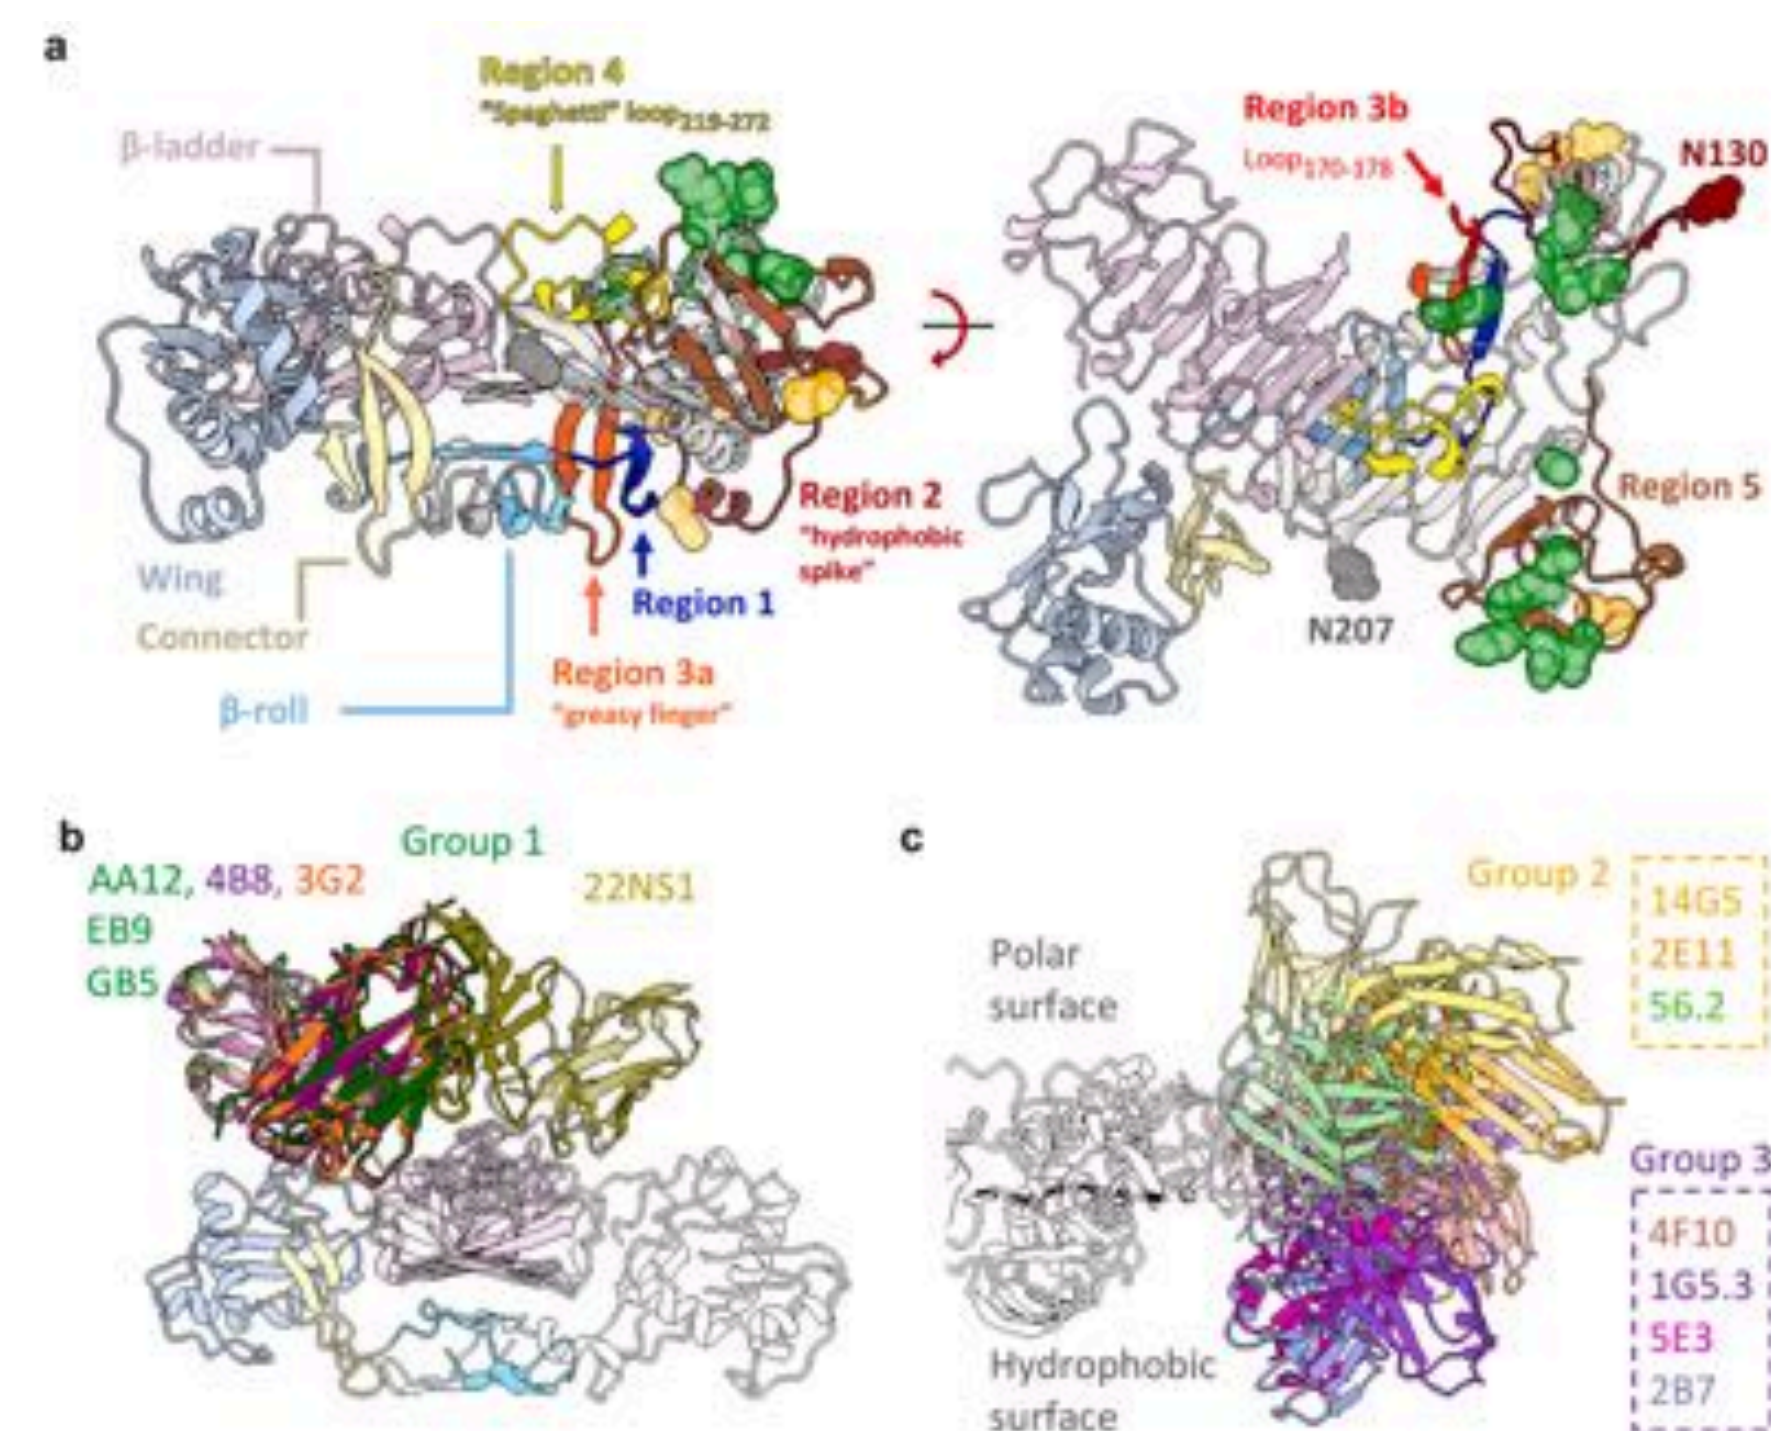 a
Region 4
"Spaghetti" loop219-272
β-ladder
Wing
Connector
β-roll
Region 3a
"greasy finger"
Region 1
Region 2
"hydrophobic
spike"
Region 3b
Loop170-178
N130
Region 5
N207
b
Group 1
AA12, 4B8, 3G2
EB9
GB5
22NS1
c
Polar
surface
Hydrophobic
surface
Group 2
14G5
2E11
56.2
Group 3
4F10
1G5.3
5E3
2B7